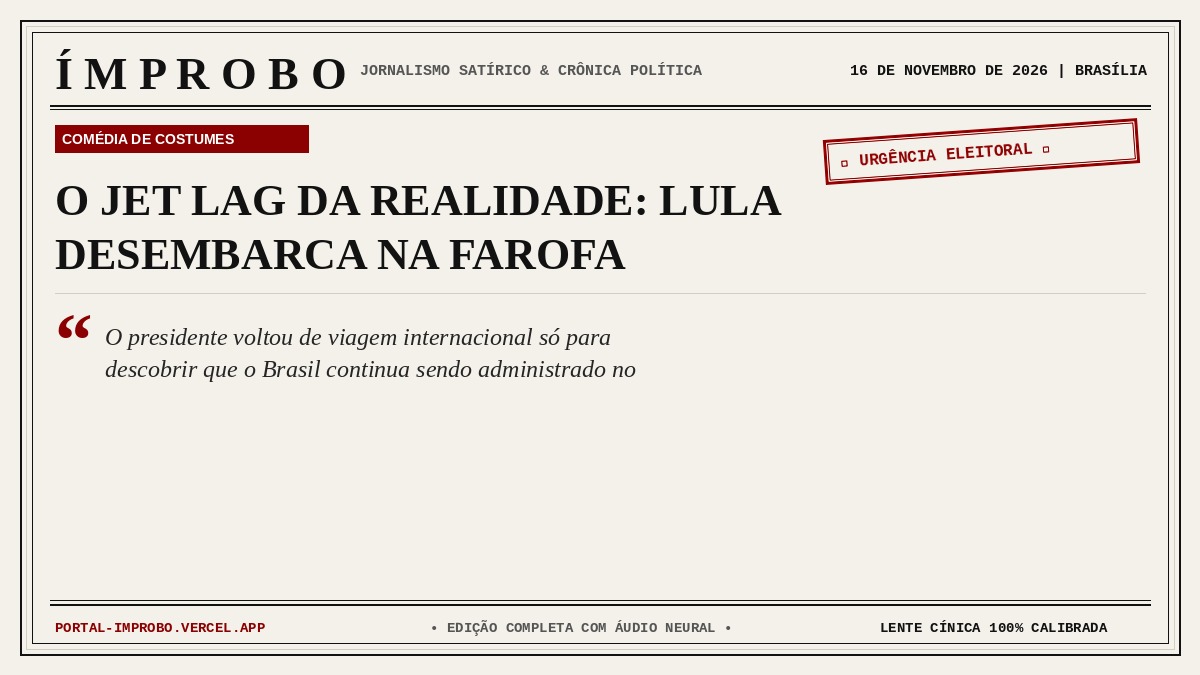 ÍMPROBO
JORNALISMO SATÍRICO & CRÔNICA POLÍTICA
16 DE NOVEMBRO DE 2026 | BRASÍLIA
COMÉDIA DE COSTUMES
URGÊNCIA ELEITORAL
O JET LAG DA REALIDADE: LULA
DESEMBARCA NA FAROFA
“ O presidente voltou de viagem internacional só para
descobrir que o Brasil continua sendo administrado no
PORTAL-IMPROBO.VERCEL.APP
• EDIÇÃO COMPLETA COM ÁUDIO NEURAL •
LENTE CÍNICA 100% CALIBRADA